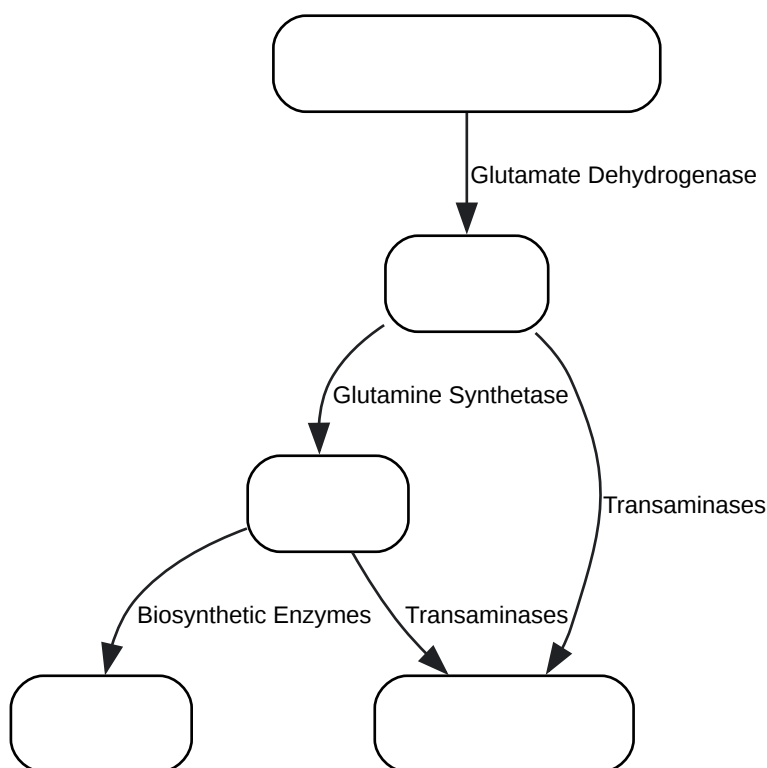 Glutamate Dehydrogenase
Glutamine Synthetase
Transaminases
Biosynthetic Enzymes
Transaminases